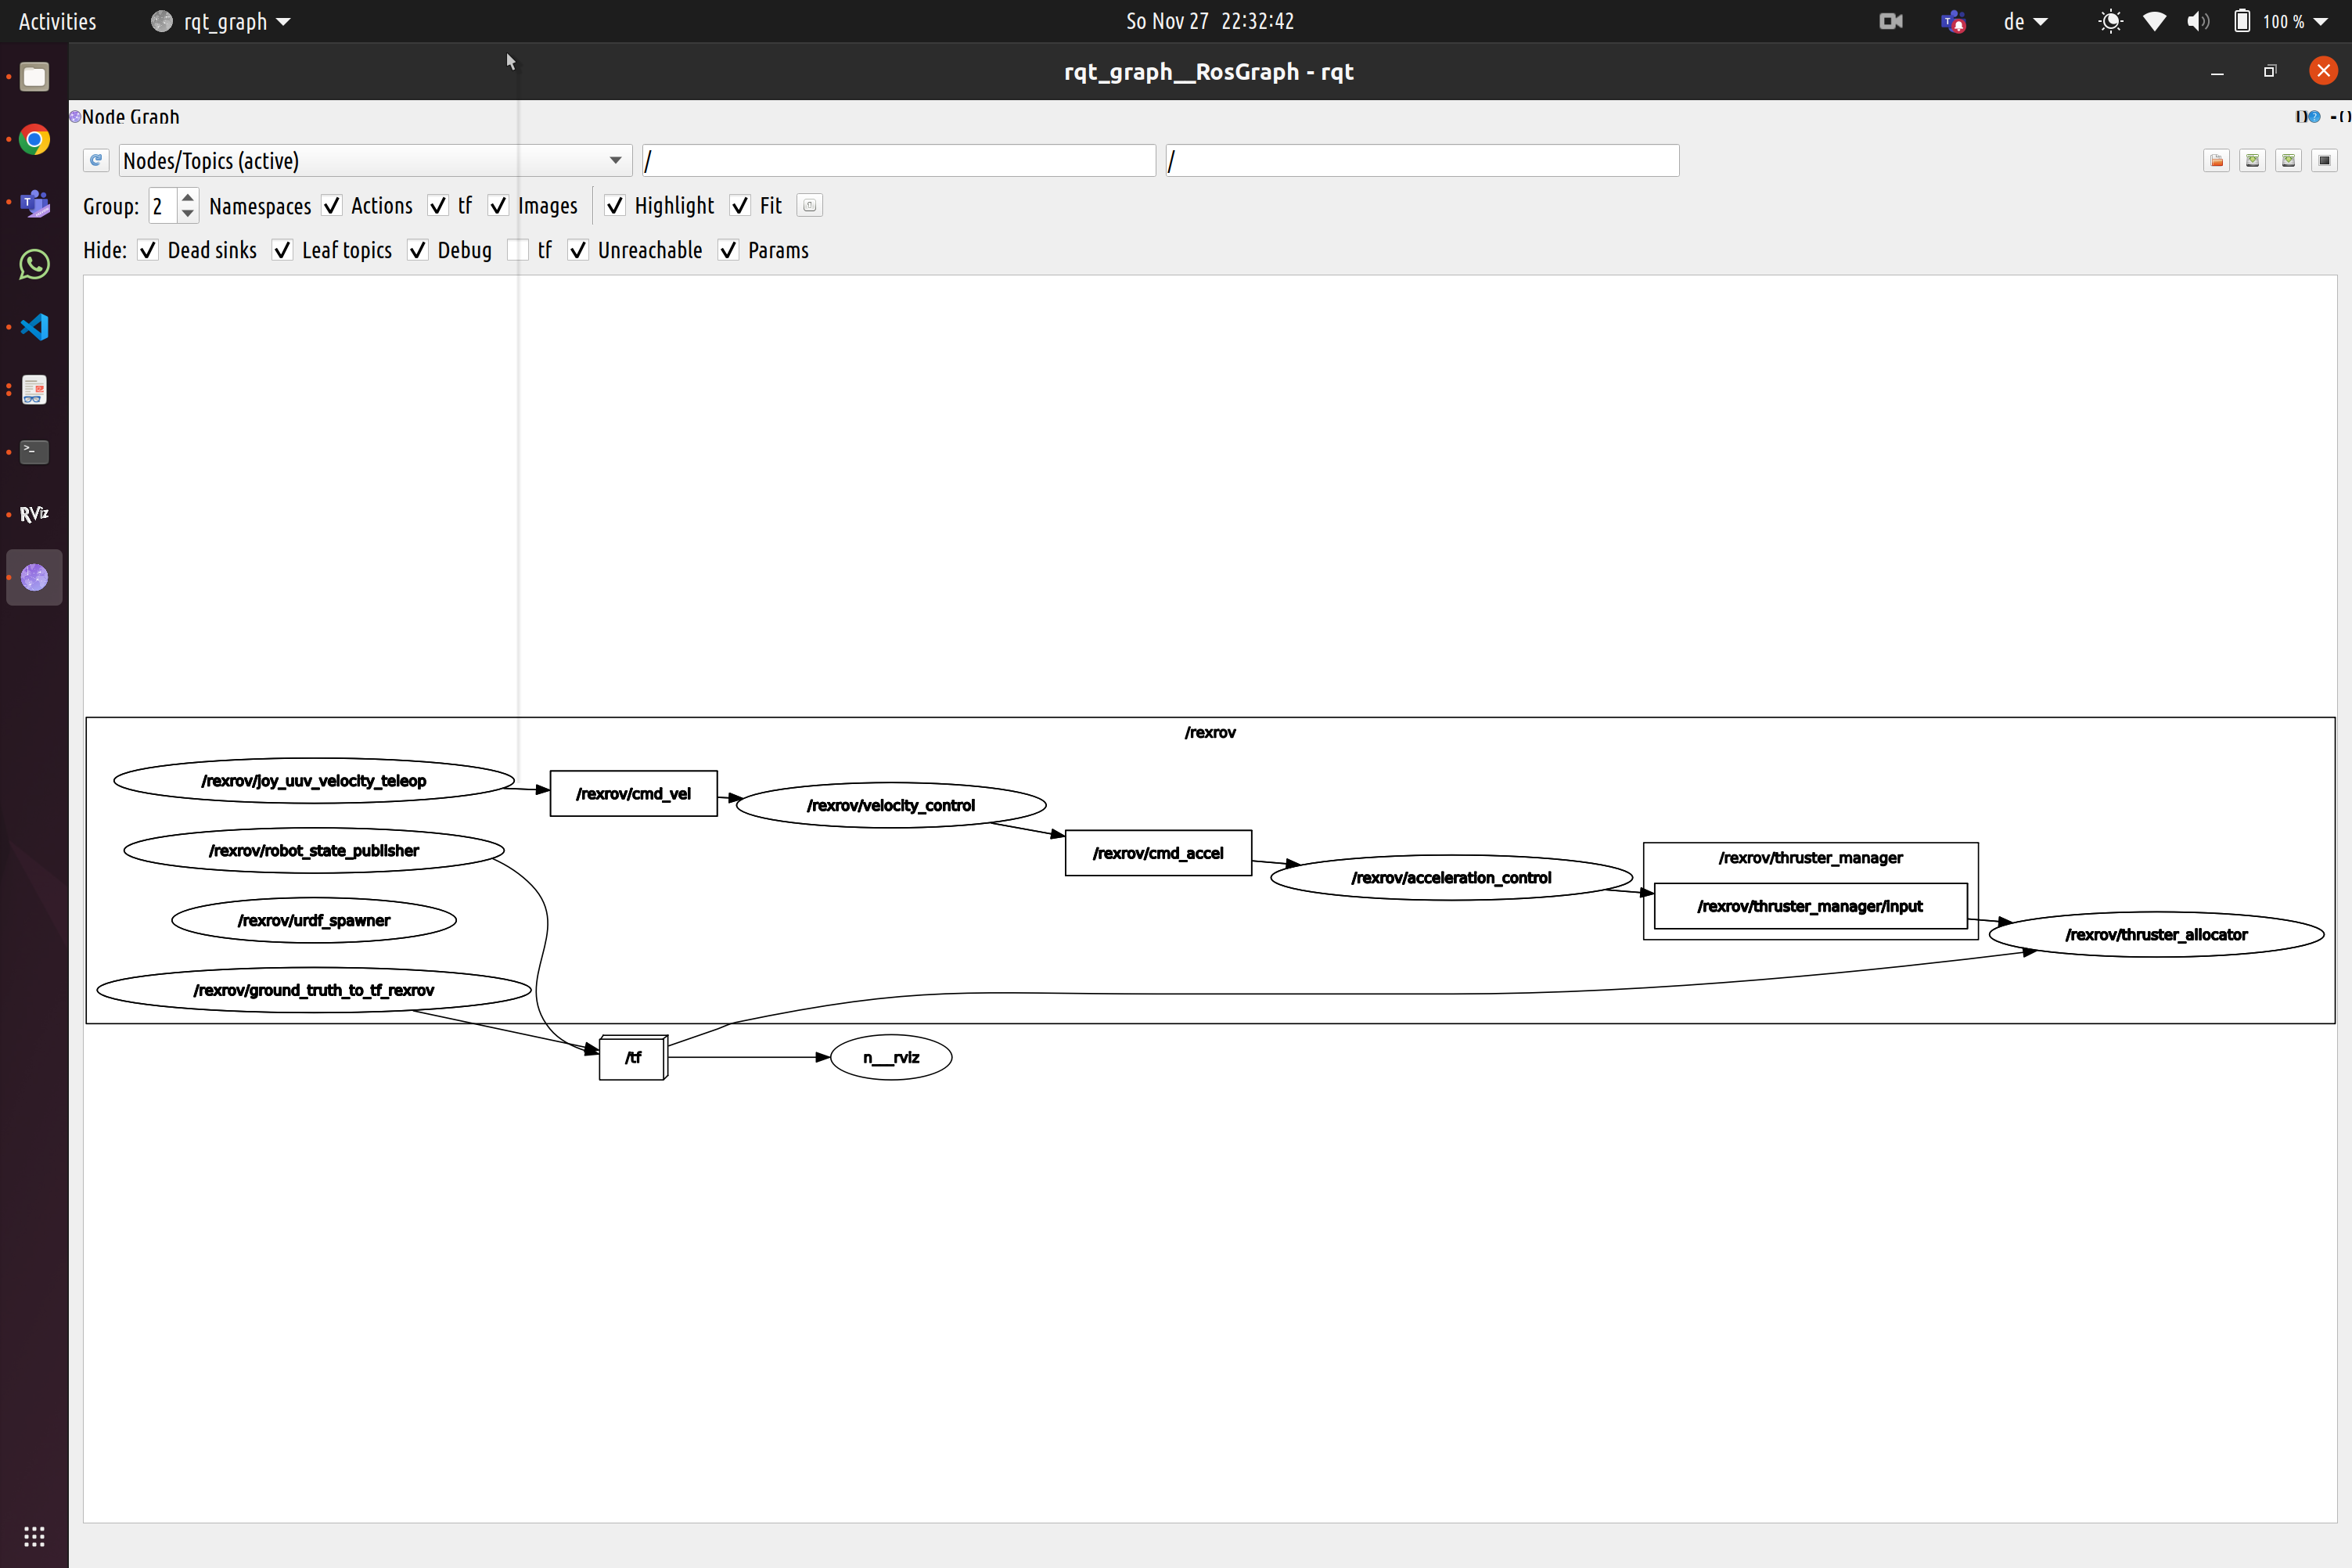 Activities rqt_graph So Nov 27 22:32:42 de 100 %
rqt_graph__RosGraph - rqt
Node Graph
Nodes/Topics (active) / /
Group: 2 Namespaces Actions tf Images Highlight Fit
Hide: Dead sinks Leaf topics Debug tf Unreachable Params
RViz
/rexrov
/rexrov/joy_uuv_velocity_teleop
/rexrov/cmd_vel
/rexrov/velocity_control
/rexrov/robot_state_publisher
/rexrov/cmd_accel
/rexrov/acceleration_control
/rexrov/thruster_manager
/rexrov/thruster_manager/input
/rexrov/urdf_spawner
/rexrov/thruster_allocator
/rexrov/ground_truth_to_tf_rexrov
/tf
n___rviz